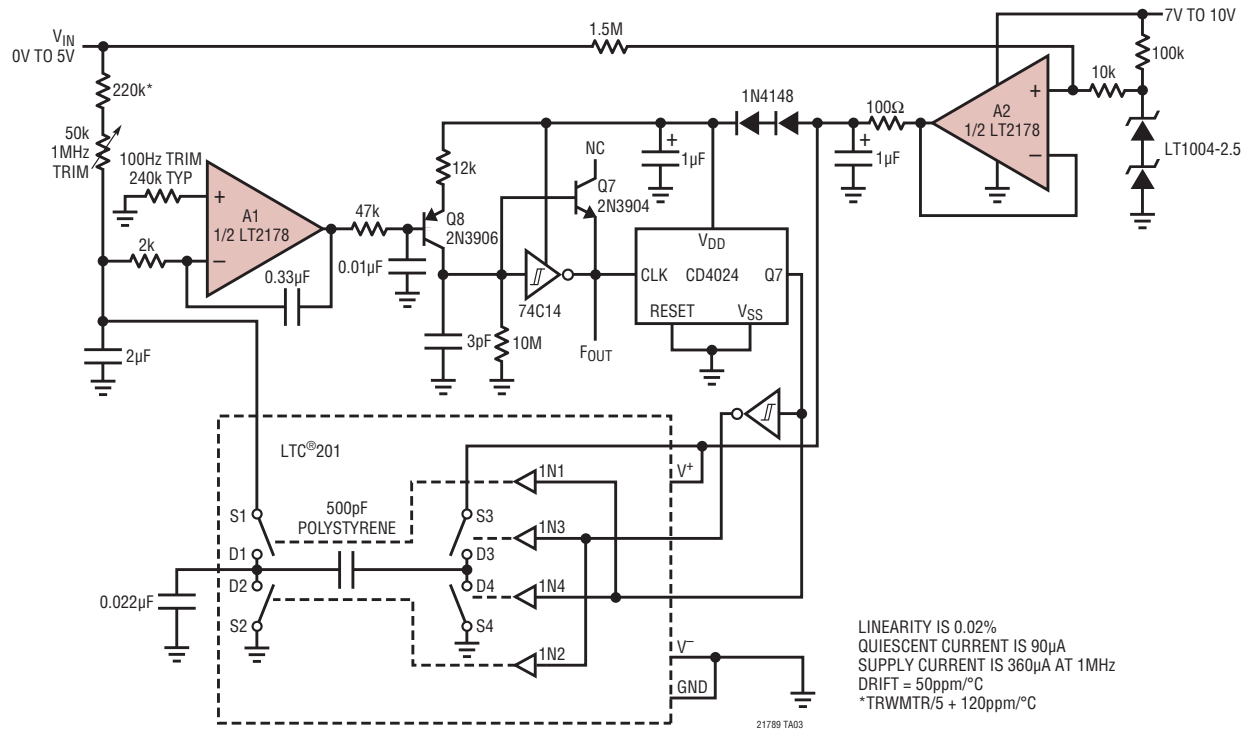 VIN
0V TO 5V
1.5M
7V TO 10V
100k
220k*
10k
1N4148
100Ω
A2
1/2 LT2178
+
−
LT1004-2.5
50k
1MHz
TRIM
100Hz TRIM
240k TYP
+
1µF
+
1µF
NC
12k
Q7
2N3904
+
A1
1/2 LT2178
−
47k
Q8
2N3906
2k
0.33µF
0.01µF
VDD
CLK
CD4024
Q7
74C14
RESET
VSS
2µF
3pF
10M
FOUT
LTC®201
V+
1N1
500pF
POLYSTYRENE
S1
S3
1N3
D1
D3
D2
D4
1N4
0.022µF
S2
S4
1N2
V−
GND
LINEARITY IS 0.02%
QUIESCENT CURRENT IS 90µA
SUPPLY CURRENT IS 360µA AT 1MHz
DRIFT = 50ppm/°C
*TRWMTR/5 + 120ppm/°C
21789 TA03